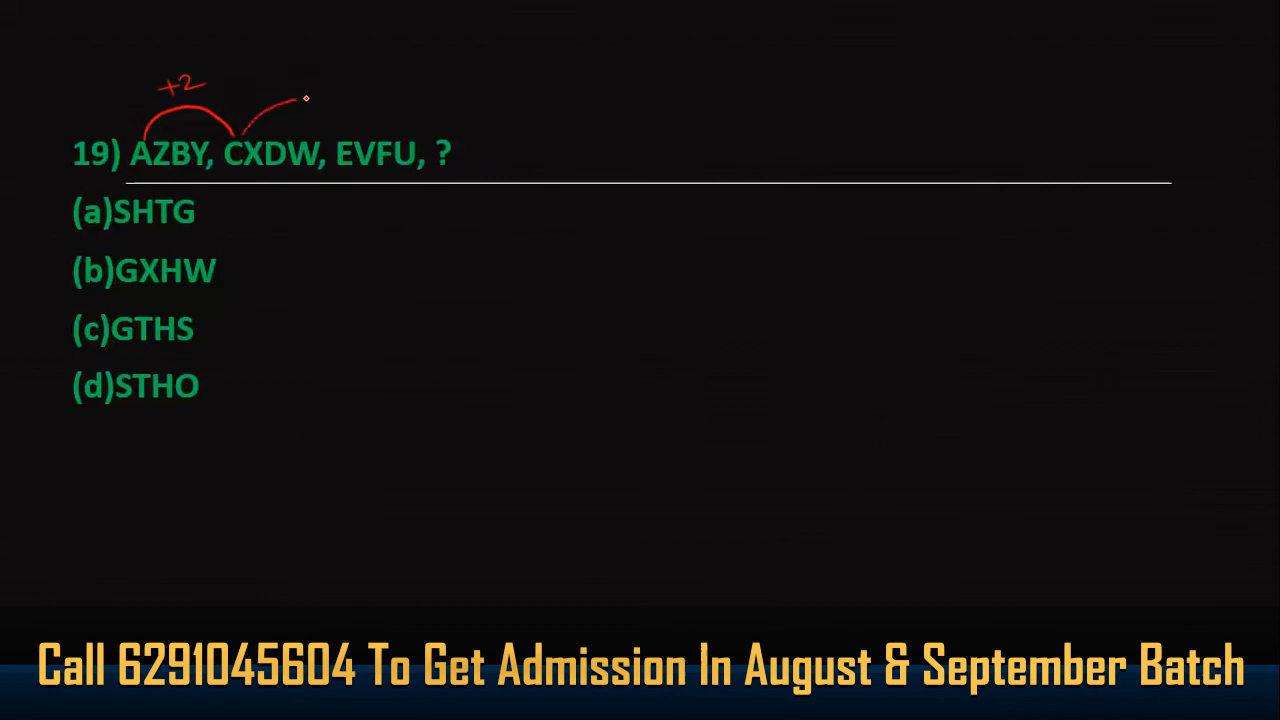 +2
19) AZBY, CXDW, EVFU, ?
(a)SHTG
(b)GXHW
(c)GTHS
(d)STHO
Call 6291045604 To Get Admission In August & September Batch